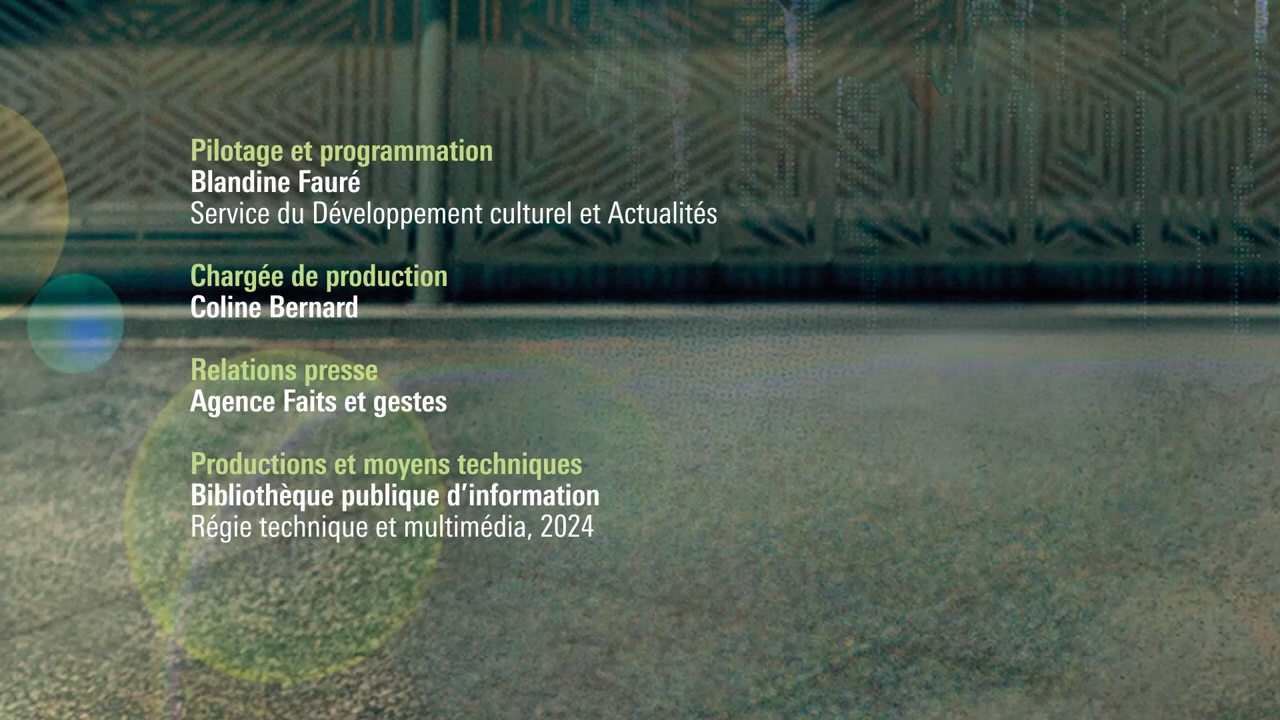 Pilotage et programmation
Blandine Fauré
Service du Développement culturel et Actualités
Chargée de production
Coline Bernard
Relations presse
Agence Faits et gestes
Productions et moyens techniques
Bibliothèque publique d’information
Régie technique et multimédia, 2024